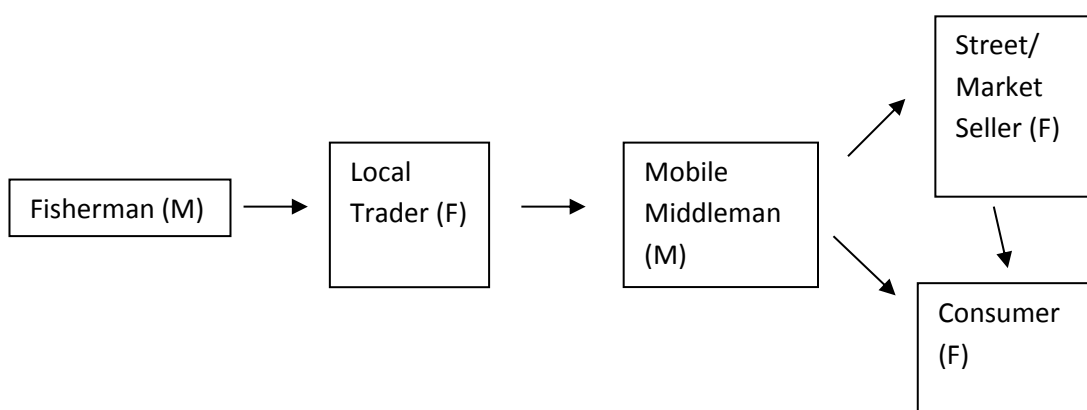 Fisherman (M)
Local
Trader (F)
Mobile
Middleman
(M)
Street/
Market
Seller (F)
Consumer
(F)